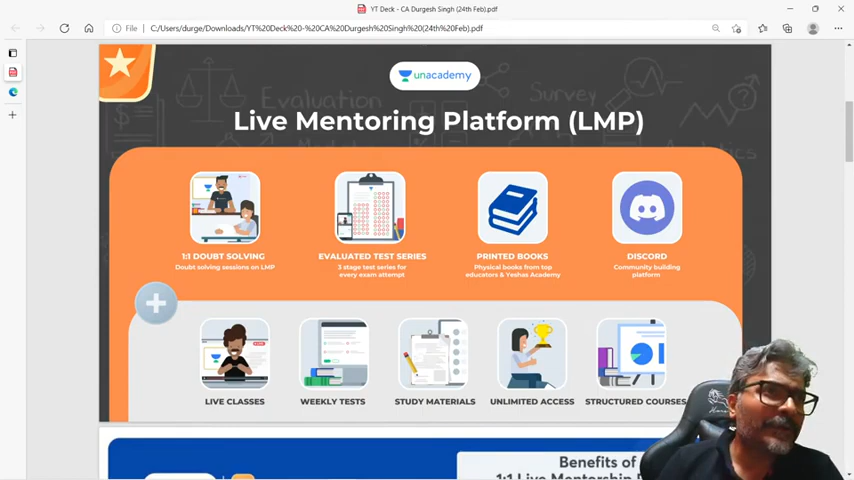 YT Deck - CA Durgesh Singh (24th Feb).pdf
File
C:/Users/durge/Downloads/YT%20Deck%20-%20CA%20Durgesh%20Singh%20(24th%20Feb).pdf
unacademy
Evaluation
Survey
Live Mentoring Platform (LMP)
1:1 DOUBT SOLVING
Doubt solving sessions on LMP
EVALUATED TEST SERIES
3 stage test series for
every exam attempt
PRINTED BOOKS
Physical books from top
educators & Yeshas Academy
DISCORD
Community building
platform
LIVE CLASSES
WEEKLY TESTS
STUDY MATERIALS
UNLIMITED ACCESS
STRUCTURED COURSES
Benefits of
1:1 Live Mentorship